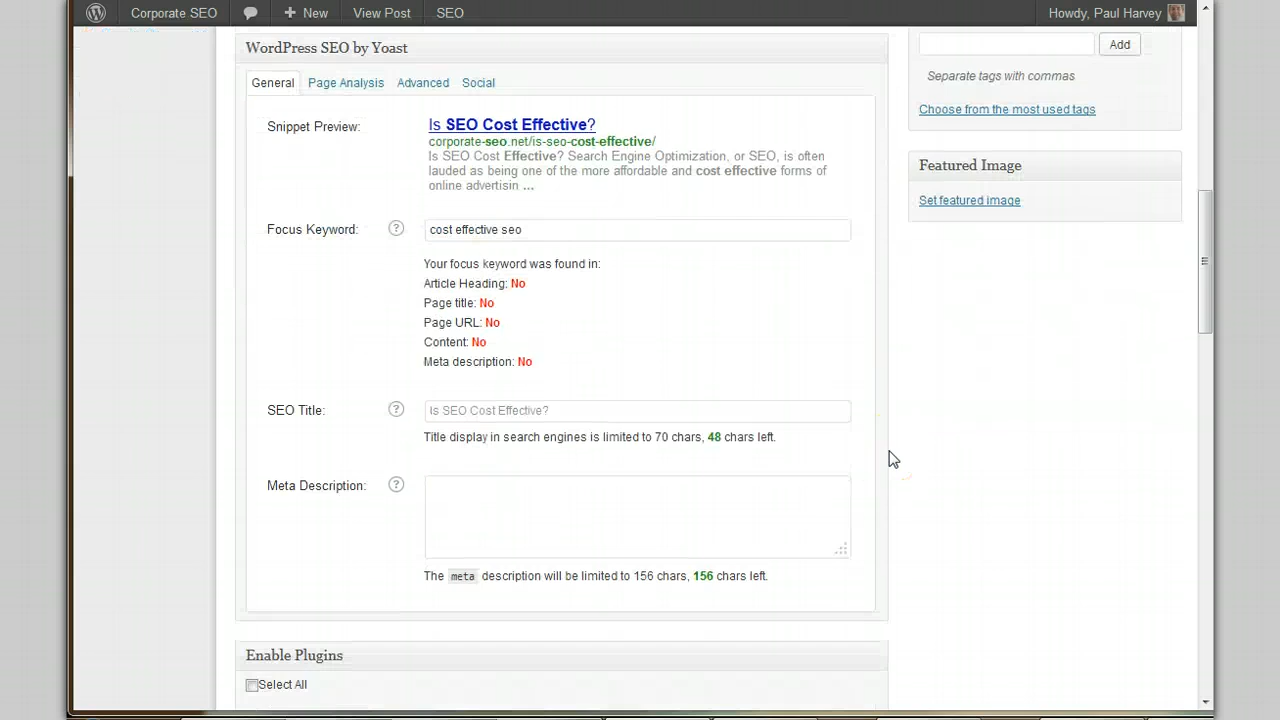 Corporate SEO New View Post SEO Howdy, Paul Harvey
WordPress SEO by Yoast
Add
General Page Analysis Advanced Social
Separate tags with commas
Choose from the most used tags
Snippet Preview:
Is SEO Cost Effective?
corporate-seo.net/is-seo-cost-effective/
Is SEO Cost Effective? Search Engine Optimization, or SEO, is often
lauded as being one of the more affordable and cost effective forms of
online advertisin ...
Featured Image
Set featured image
Focus Keyword: ? cost effective seo
Your focus keyword was found in:
Article Heading: No
Page title: No
Page URL: No
Content: No
Meta description: No
SEO Title: ? Is SEO Cost Effective?
Title display in search engines is limited to 70 chars, 48 chars left.
Meta Description: ?
The meta description will be limited to 156 chars, 156 chars left.
Enable Plugins
Select All